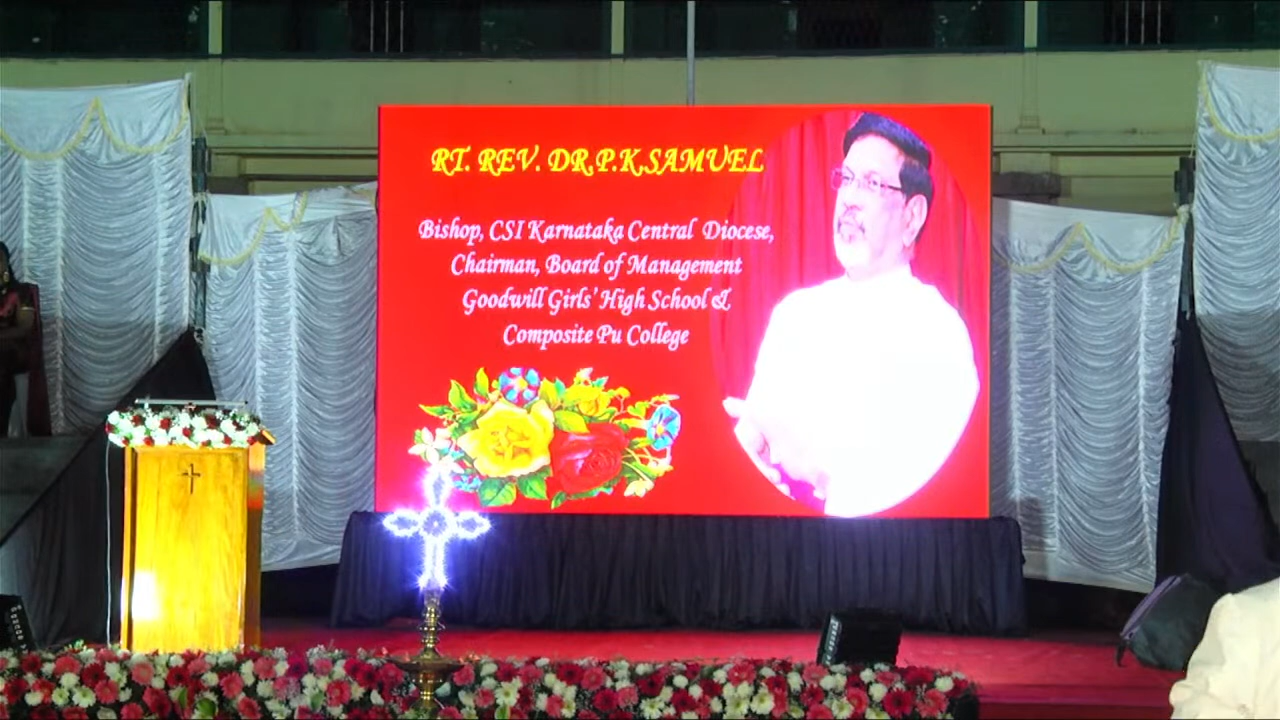 RT. REV. DR.P.K.SAMUEL
Bishop, CSI Karnataka Central Diocese,
Chairman, Board of Management
Goodwill Girls' High School &
Composite Pu College